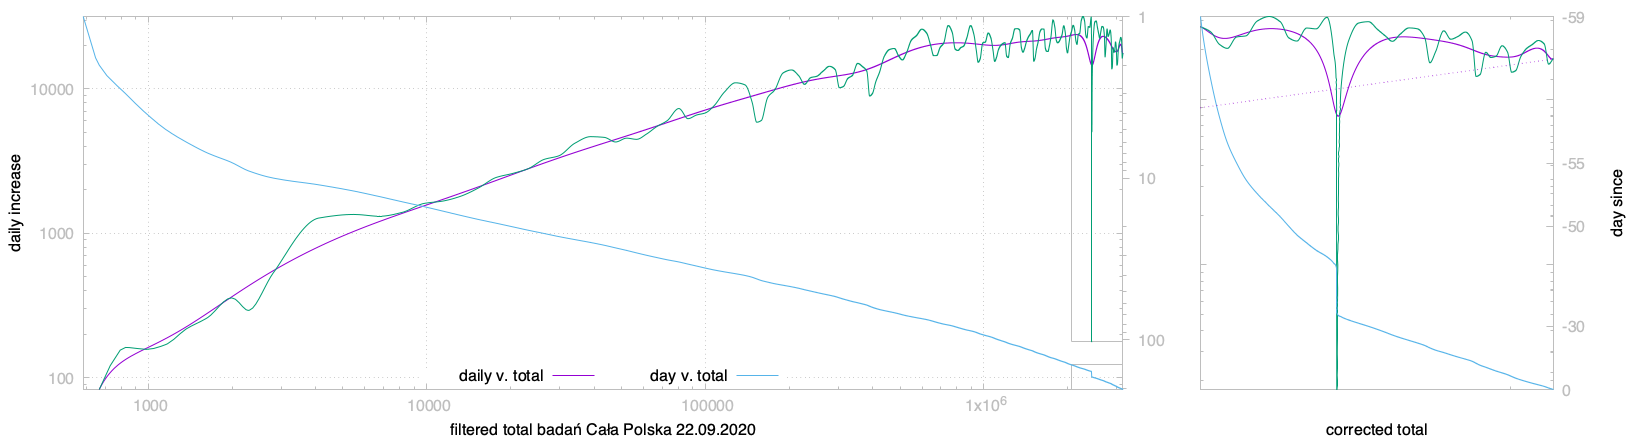 1
-59
10000
daily increase
-55
day since
10
1000
-50
100
-30
100
daily v. total
day v. total
0
1000
10000
100000
1x10⁶
filtered total badań Cała Polska 22.09.2020
corrected total